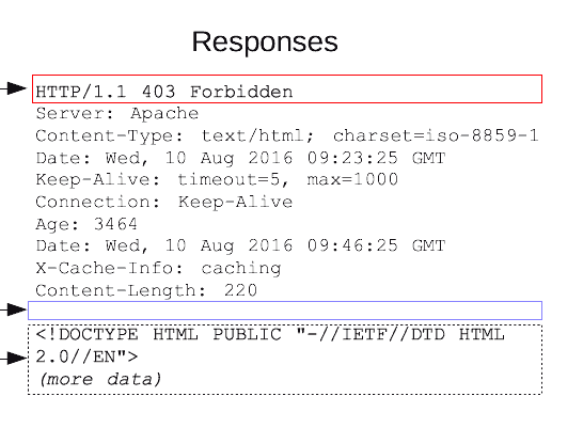 Responses
HTTP/1.1 403 Forbidden
Server: Apache
Content-Type: text/html; charset=iso-8859-1
Date: Wed, 10 Aug 2016 09:23:25 GMT
Keep-Alive: timeout=5, max=1000
Connection: Keep-Alive
Age: 3464
Date: Wed, 10 Aug 2016 09:46:25 GMT
X-Cache-Info: caching
Content-Length: 220
<!DOCTYPE HTML PUBLIC "-//IETF//DTD HTML
2.0//EN">
(more data)